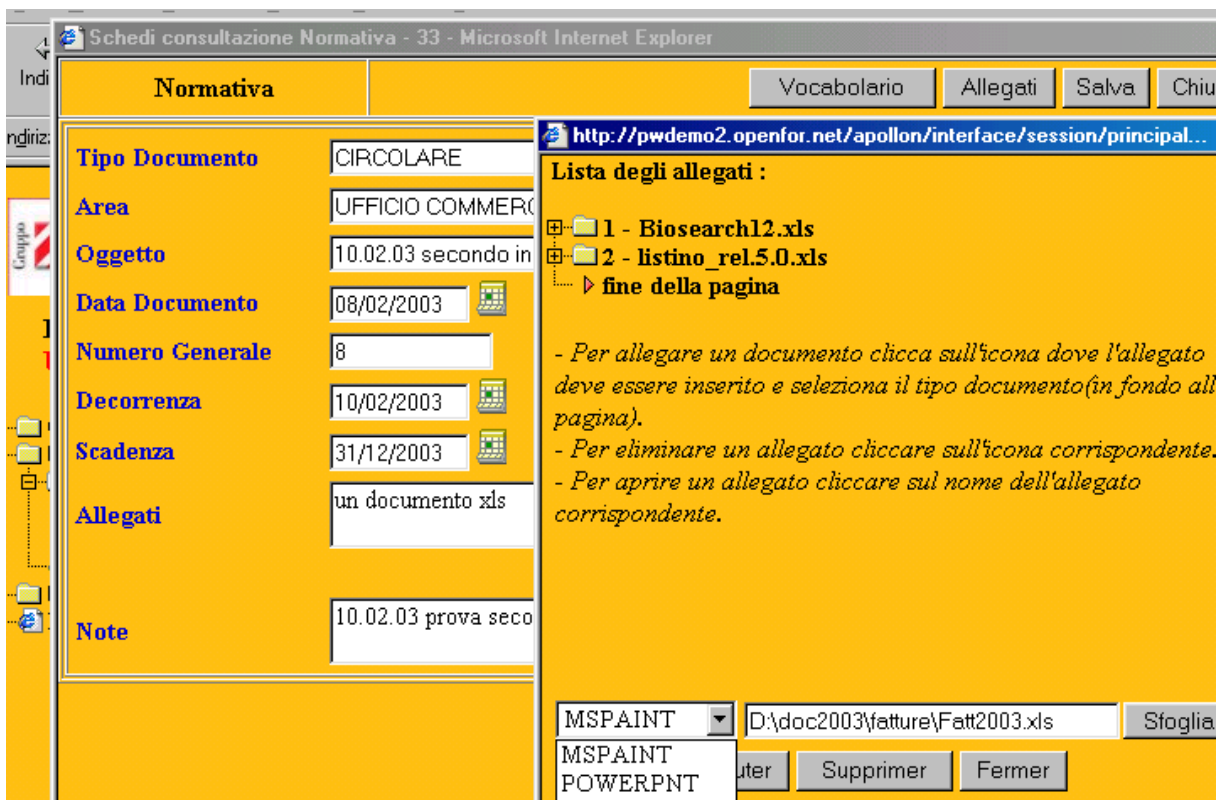 Schedi consultazione Normativa - 33 - Microsoft Internet Explorer
Normativa
Vocabolario
Allegati
Salva
Tipo Documento
CIRCOLARE
Area
UFFICIO
Oggetto
10.02.03 secondo in
Data Documento
08/02/2003
Numero Generale
8
Decorrenza
10/02/2003
Scadenza
31/12/2003
Allegati
un documento xls
Note
10.02.03 prova
Gruppo
http://pwdemo2.openfor.net/apollon/interface/session/principal...
Lista degli allegati :
1 - Biosearch12.xls
2 - listino_rel.5.0.xls
fine della pagina
- Per allegare un documento clicca sull'icona dove l'allegato
deve essere inserito e seleziona il tipo documento(in fondo all
pagina).
- Per eliminare un allegato cliccare sull'icona corrispondente.
- Per aprire un allegato cliccare sul nome dell'allegato
corrispondente.
MSPAINT
D:\doc2003\fatture\Fatt2003.xls
Sfoglia
MSPAINT
POWERPNT
Supprimer
Fermer